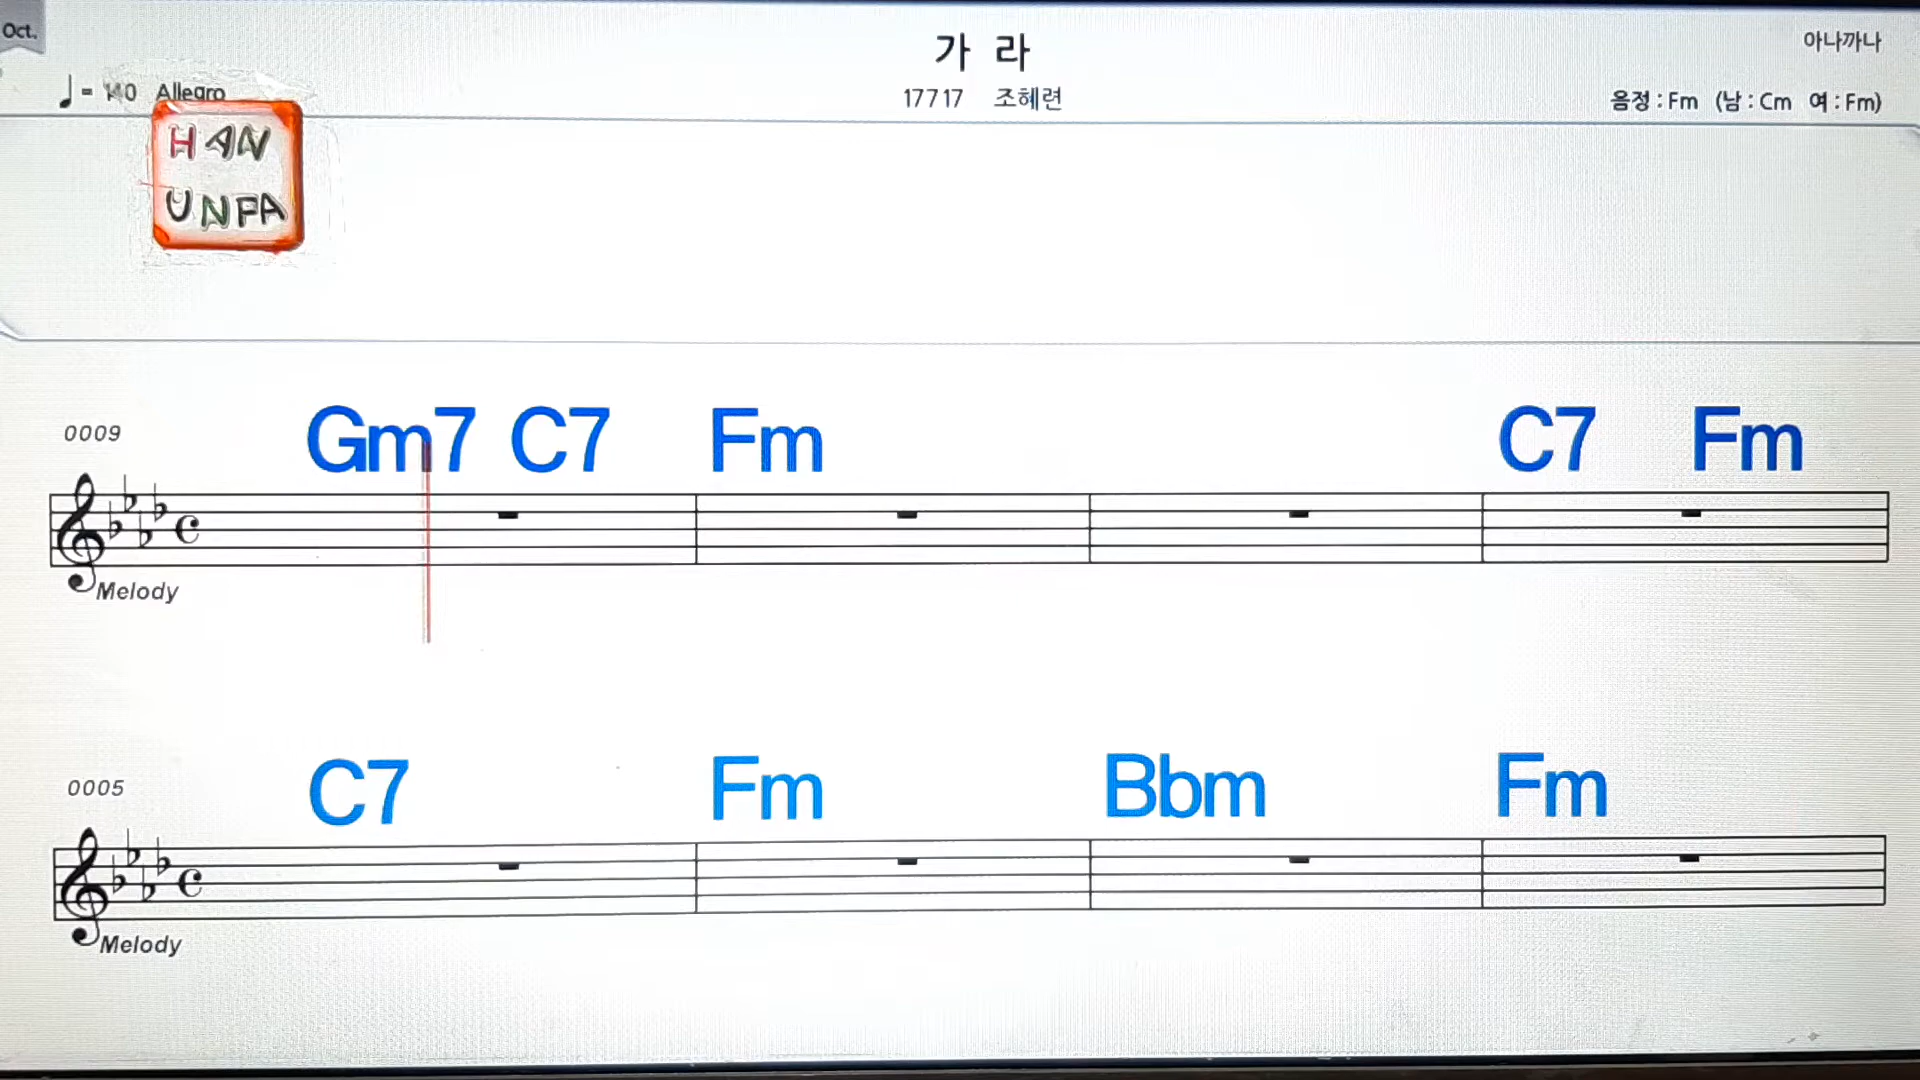 Oct.
가 라
아나까나
= 140 Allegro
17717 조혜련
음정 : Fm (남 : Cm 여 : Fm)
HAN
UNFA
0009
Gm7 C7 Fm C7 Fm
Melody
0005
C7 Fm Bbm Fm
Melody